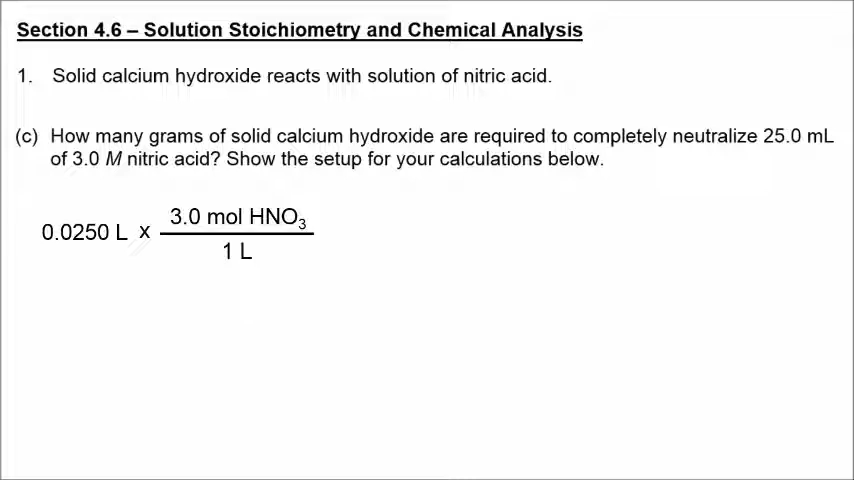 Section 4.6 – Solution Stoichiometry and Chemical Analysis
1. Solid calcium hydroxide reacts with solution of nitric acid.
(c) How many grams of solid calcium hydroxide are required to completely neutralize 25.0 mL
of 3.0 M nitric acid? Show the setup for your calculations below.
3.0 mol HNO₃
0.0250 L x
1 L